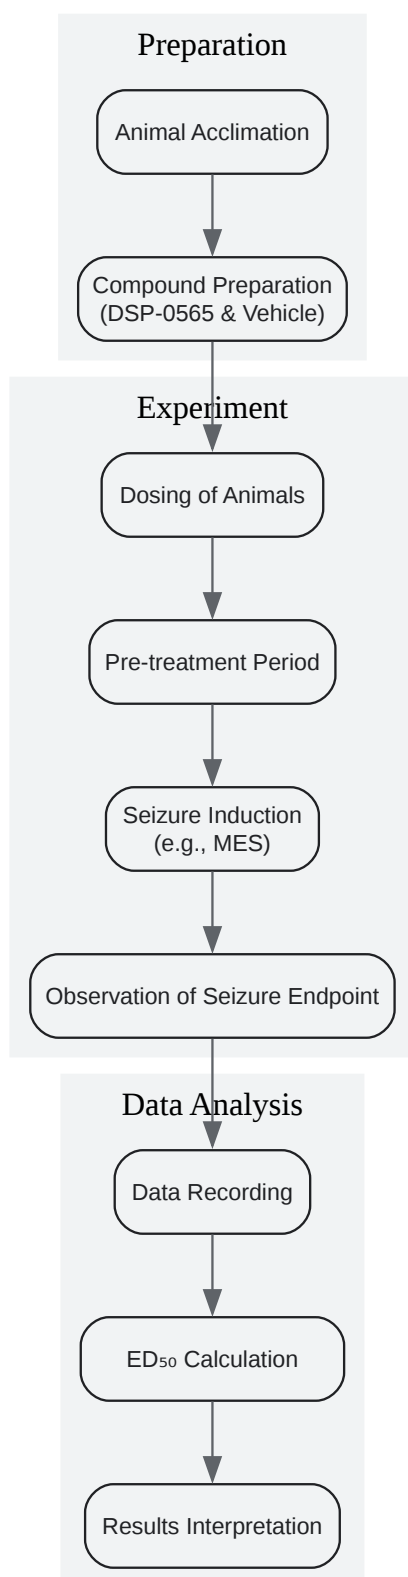 Preparation
Animal Acclimation
Compound Preparation
(DSP-0565 & Vehicle)
Experiment
Dosing of Animals
Pre-treatment Period
Seizure Induction
(e.g., MES)
Observation of Seizure Endpoint
Data Analysis
Data Recording
ED₅₀ Calculation
Results Interpretation